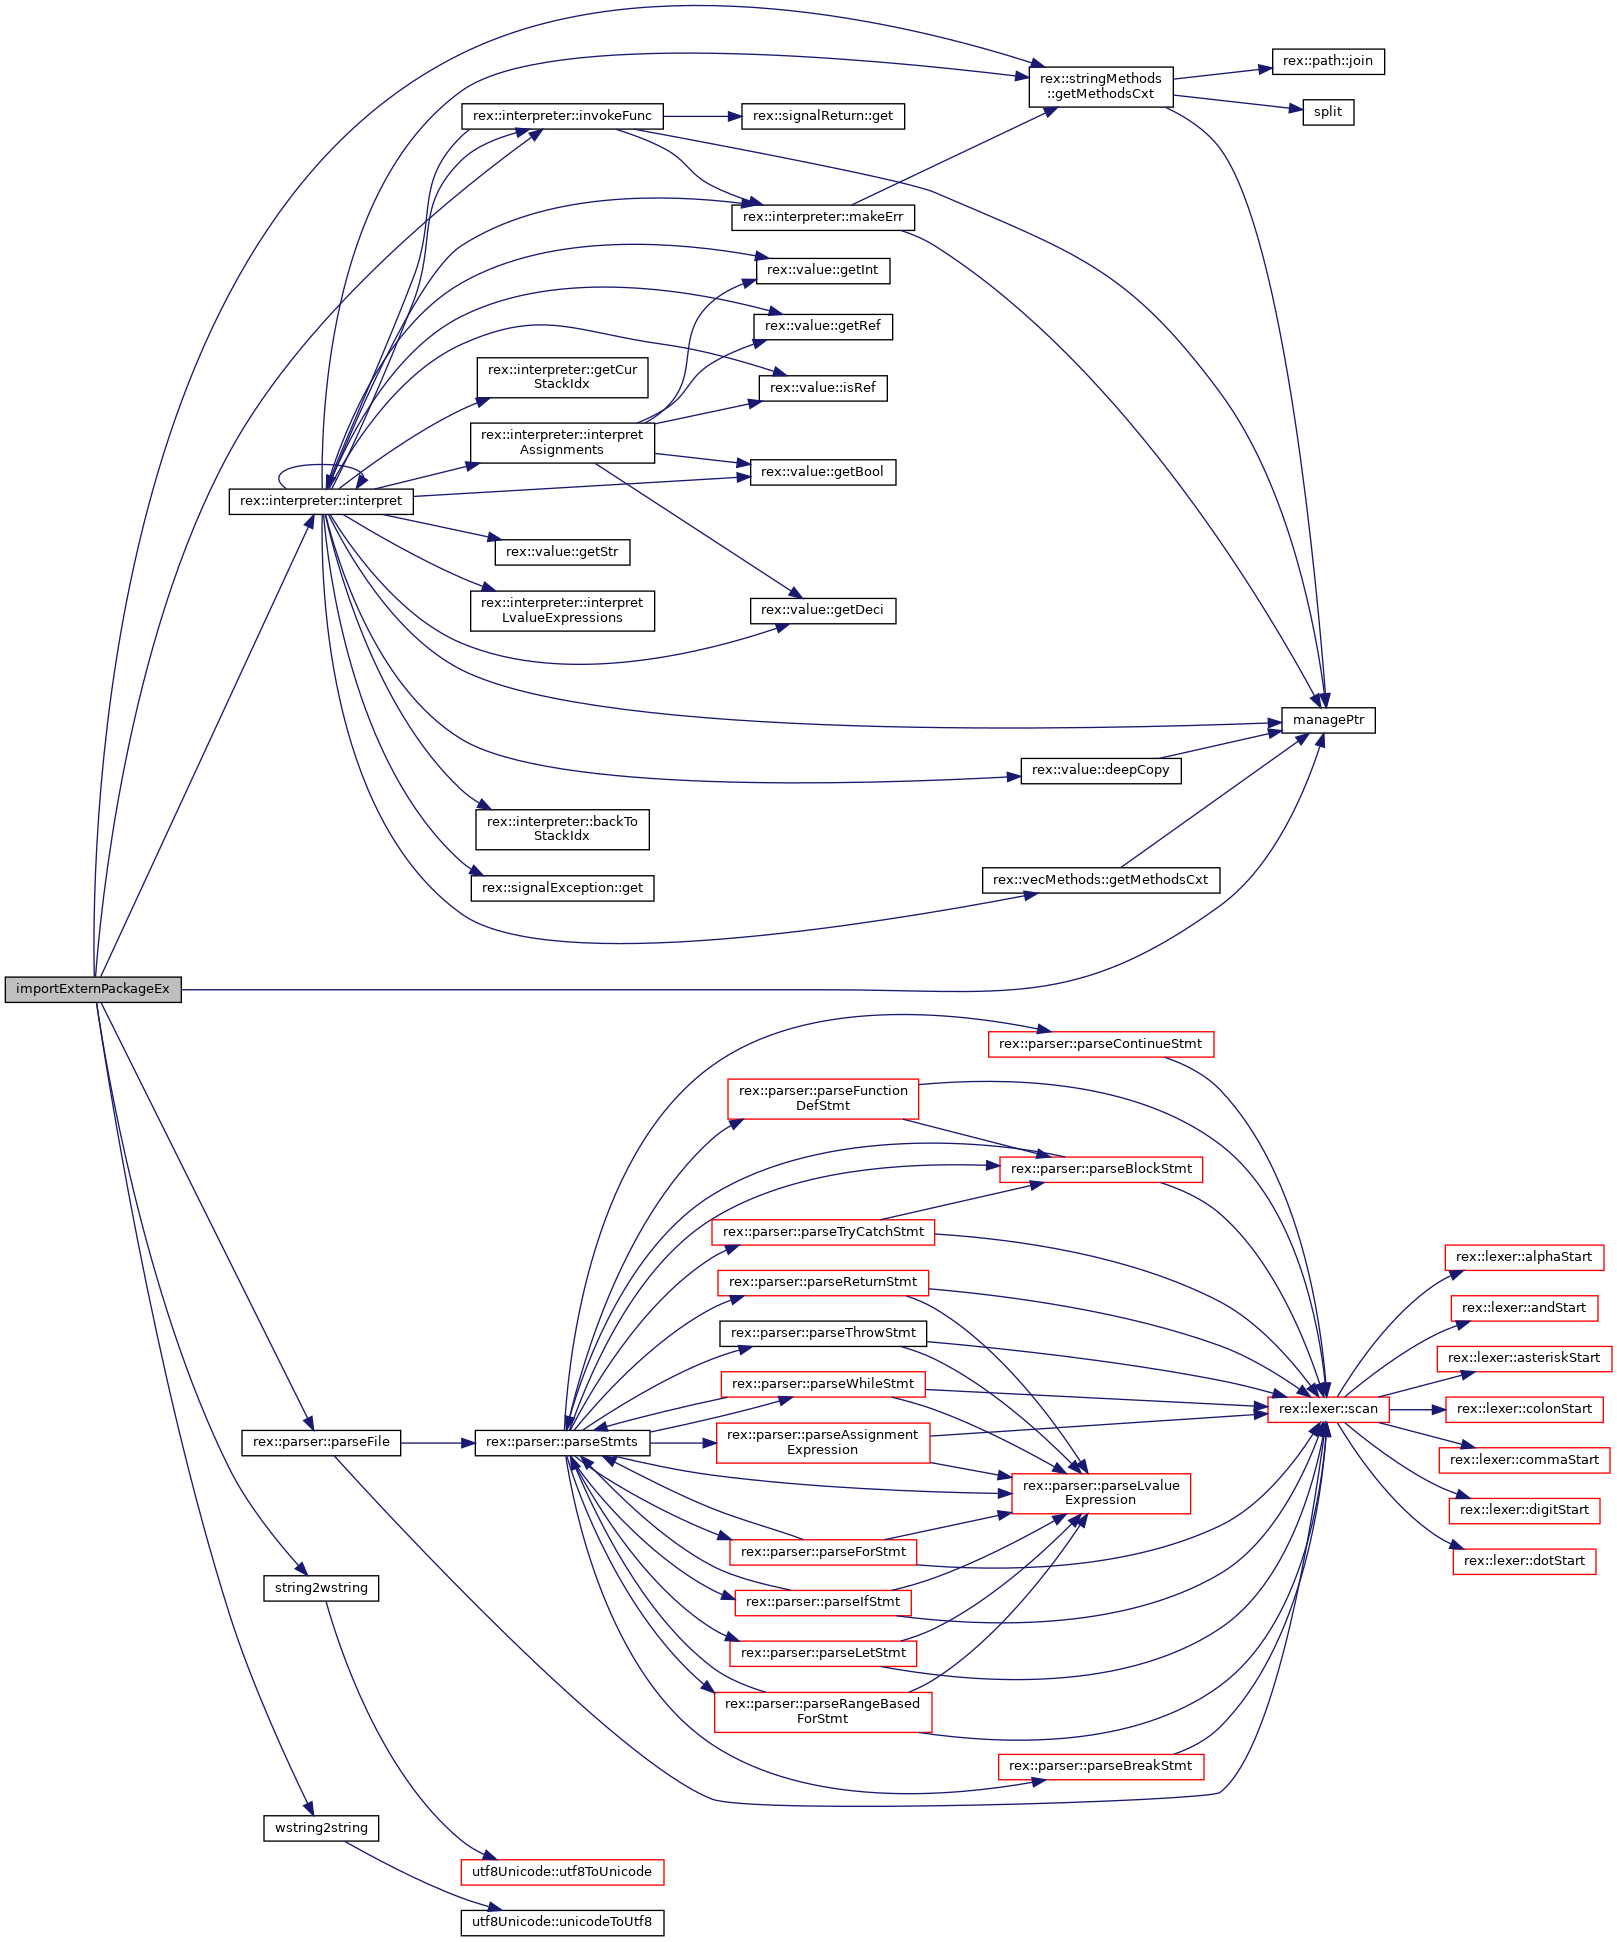 rex::path::join
rex::stringMethods
::getMethodsCxt
split
rex::interpreter::invokeFunc
rex::signalReturn::get
rex::interpreter::makeErr
rex::value::getInt
rex::value::getRef
rex::interpreter::getCur
StackIdx
rex::value::isRef
rex::interpreter::interpret
Assignments
rex::value::getBool
rex::interpreter::interpret
rex::value::getStr
rex::interpreter::interpret
LvalueExpressions
rex::value::getDeci
managePtr
rex::value::deepCopy
rex::interpreter::backTo
StackIdx
rex::signalException::get
rex::vecMethods::getMethodsCxt
importExternPackageEx
rex::parser::parseContinueStmt
rex::parser::parseFunction
DefStmt
rex::parser::parseBlockStmt
rex::parser::parseTryCatchStmt
rex::lexer::alphaStart
rex::parser::parseReturnStmt
rex::lexer::andStart
rex::parser::parseThrowStmt
rex::lexer::asteriskStart
rex::parser::parseWhileStmt
rex::lexer::scan
rex::lexer::colonStart
rex::parser::parseFile
rex::parser::parseStmts
rex::parser::parseAssignment
Expression
rex::lexer::commaStart
rex::parser::parseLvalue
Expression
rex::lexer::digitStart
rex::parser::parseForStmt
rex::lexer::dotStart
string2wstring
rex::parser::parseIfStmt
rex::parser::parseLetStmt
rex::parser::parseRangeBased
ForStmt
rex::parser::parseBreakStmt
wstring2string
utf8Unicode::utf8ToUnicode
utf8Unicode::unicodeToUtf8